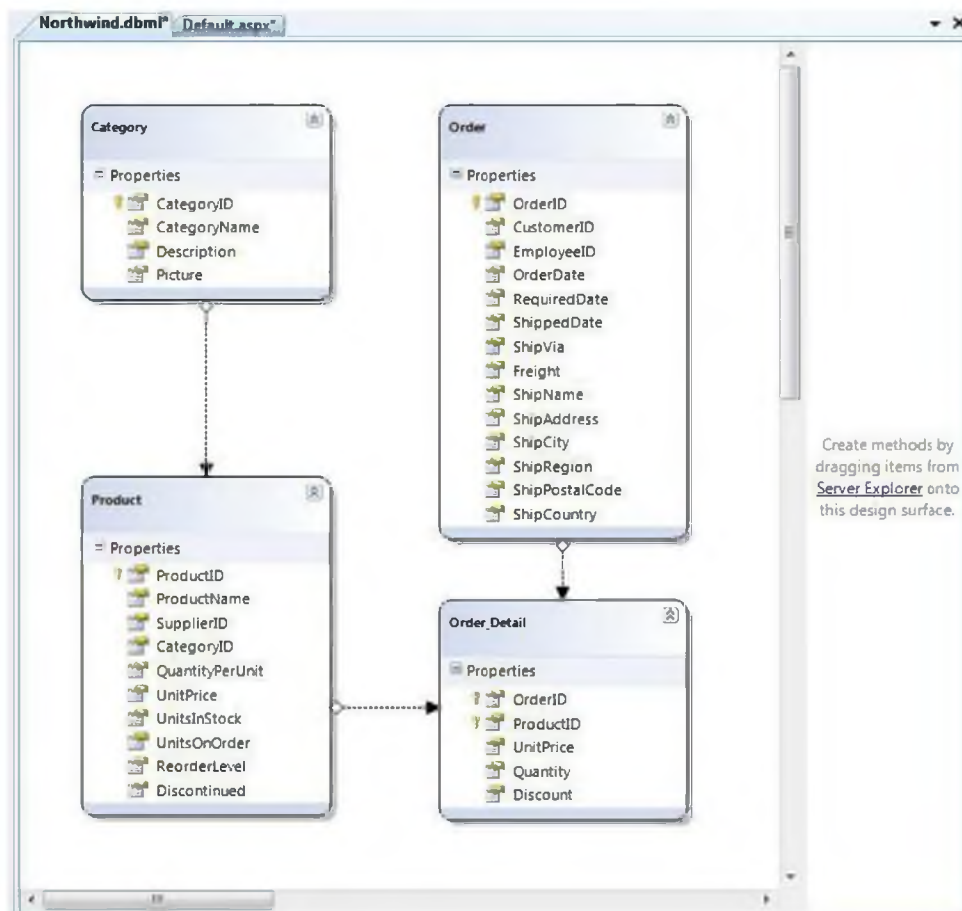 Northwind.dbml* Default.aspx*
Category
Properties
CategoryID
CategoryName
Description
Picture
Order
Properties
OrderID
CustomerID
EmployeeID
OrderDate
RequiredDate
ShippedDate
ShipVia
Freight
ShipName
ShipAddress
ShipCity
ShipRegion
ShipPostalCode
ShipCountry
Product
Properties
ProductID
ProductName
SupplierID
CategoryID
QuantityPerUnit
UnitPrice
UnitsInStock
UnitsOnOrder
ReorderLevel
Discontinued
Order_Detail
Properties
OrderID
ProductID
UnitPrice
Quantity
Discount
Create methods by
dragging items from
Server Explorer onto
this design surface.